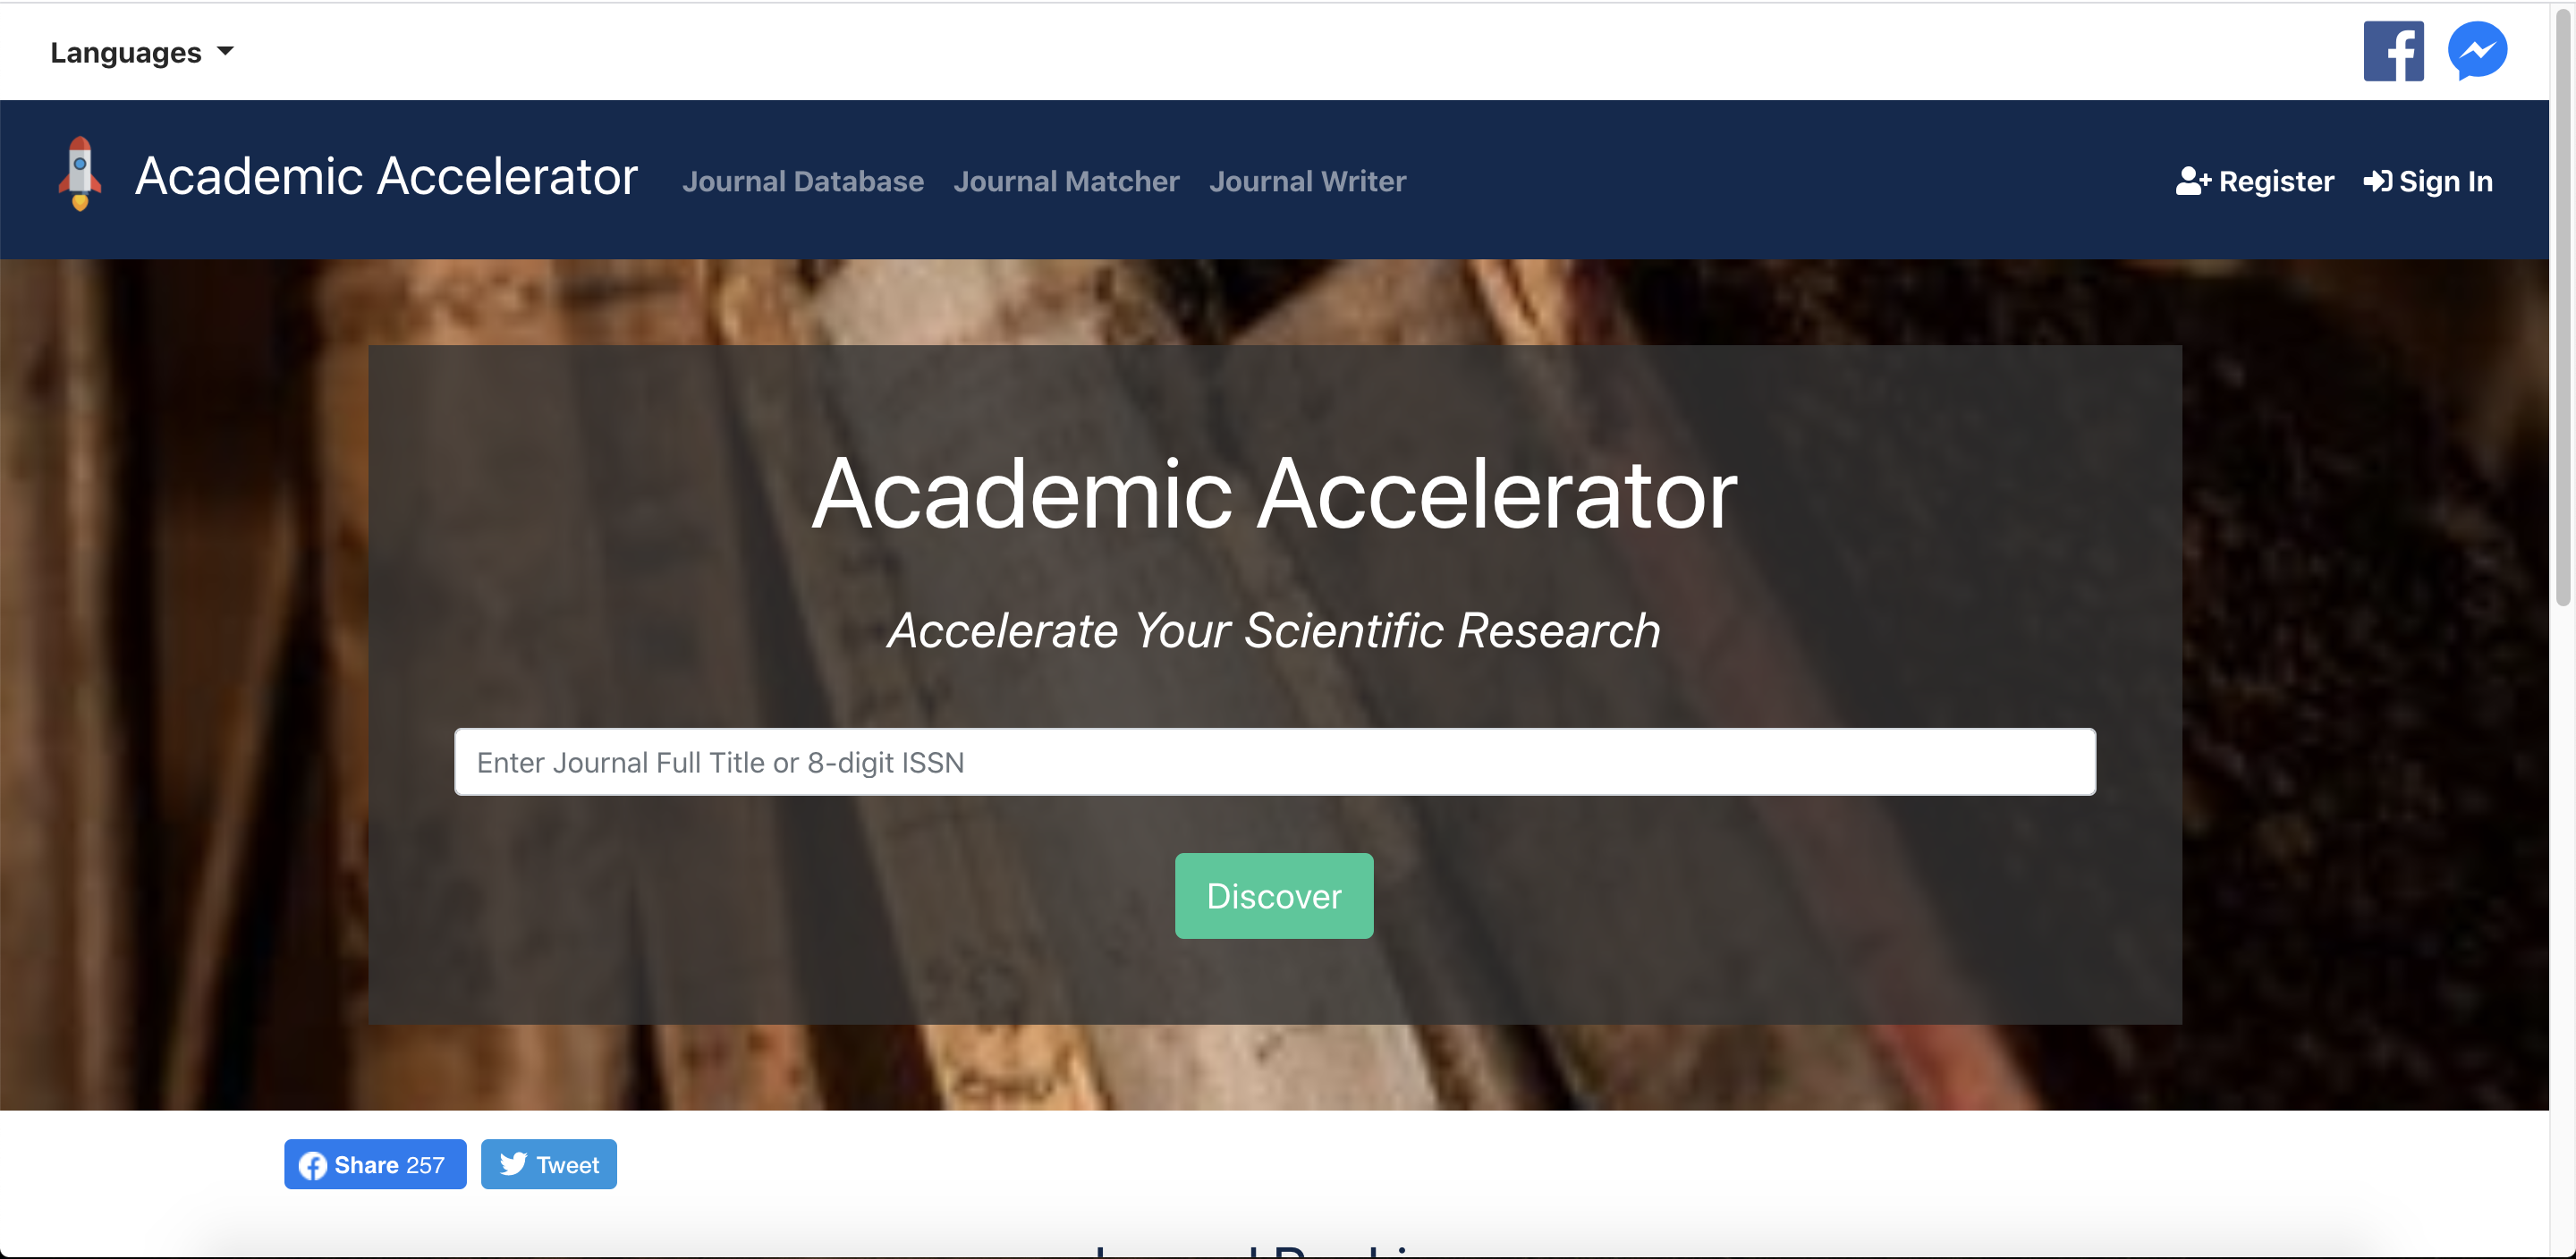 Languages
Academic Accelerator Journal Database Journal Matcher Journal Writer Register Sign In
Academic Accelerator
Accelerate Your Scientific Research
Enter Journal Full Title or 8-digit ISSN
Discover
Share 257 Tweet